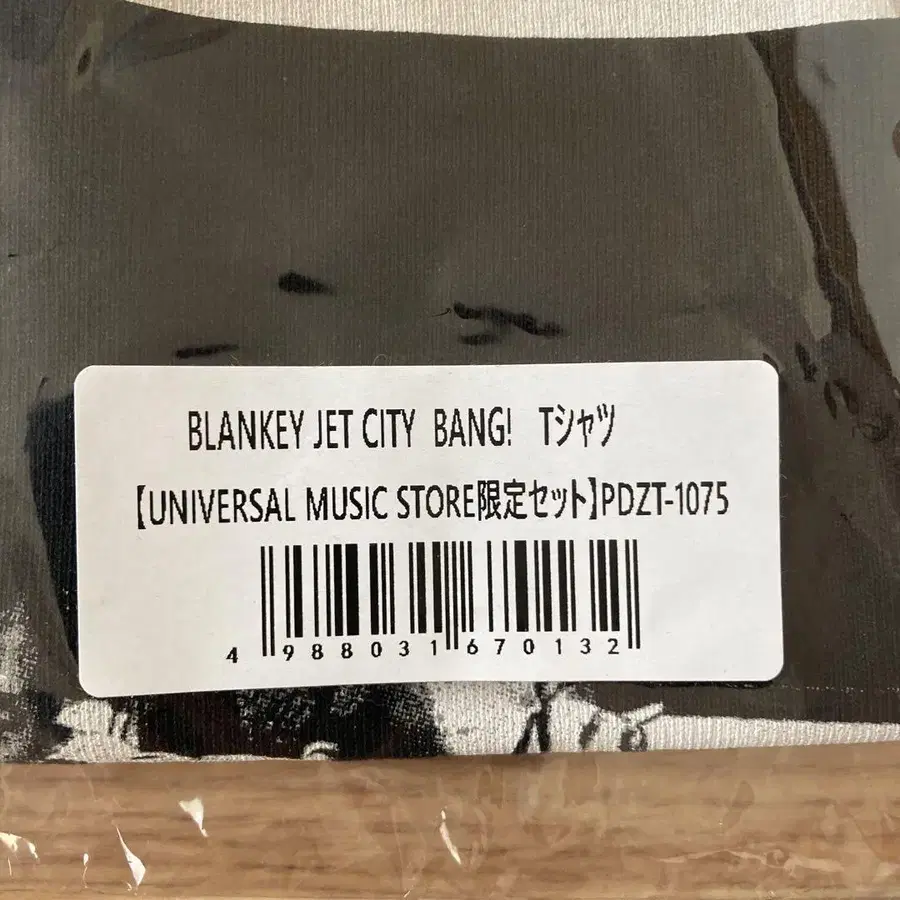 BLANKEY JET CITY BANG! Tシャツ
【UNIVERSAL MUSIC STORE限定セット】PDZT-1075
4 988031 670132